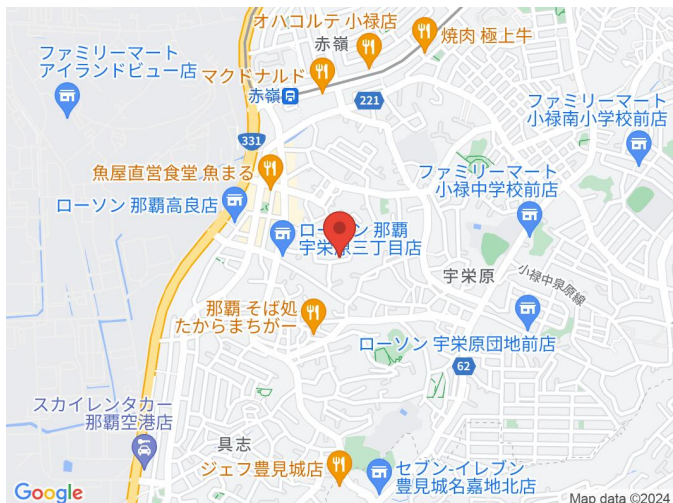 オハコルテ 小禄店
赤嶺
焼肉 極上牛
ファミリーマート
アイランドビュー店
マクドナルド
赤嶺
221
ファミリーマート
小禄南小学校前店
331
魚屋直営食堂 魚まる
ファミリーマート
小禄中学校前店
ローソン 那覇高良店
ローソン 那覇
宇栄原三丁目店
宇栄原
小禄中泉原線
那覇 そば処
たからまちがー
ローソン 宇栄原団地前店
62
スカイレンタカー
那覇空港店
具志
ジェフ豊見城店
セブン-イレブン
豊見城名嘉地北店
Google
Map data ©2024